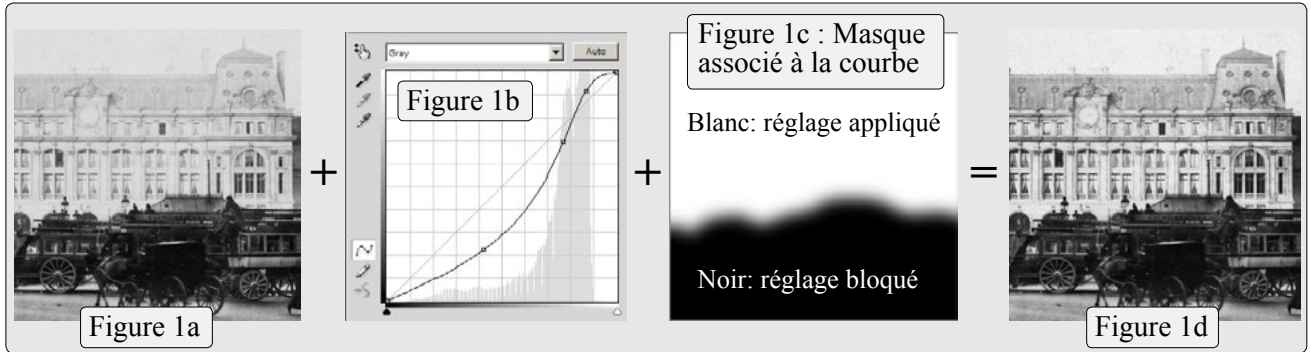 Figure 1a
+
Gray
Auto
Figure 1b
+
Figure 1c : Masque
associé à la courbe
Blanc: réglage appliqué
Noir: réglage bloqué
=
Figure 1d